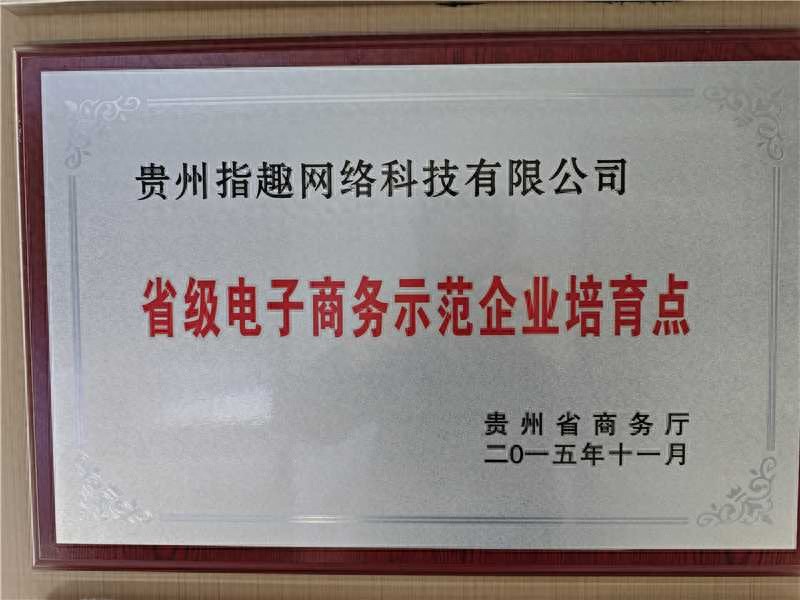 贵州指趣网络科技有限公司
省级电子商务示范企业培育点
贵州省商务厅
二0一五年十一月